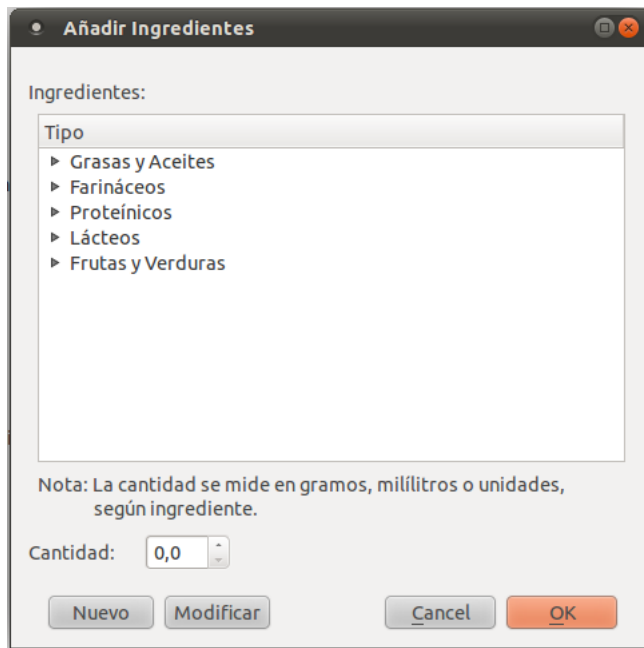 Añadir Ingredientes
Ingredientes:
Tipo
Grasas y Aceites
Farináceos
Proteínicos
Lácteos
Frutas y Verduras
Nota: La cantidad se mide en gramos, milílitros o unidades,
según ingrediente.
Cantidad: 0,0
Nuevo Modificar Cancel OK